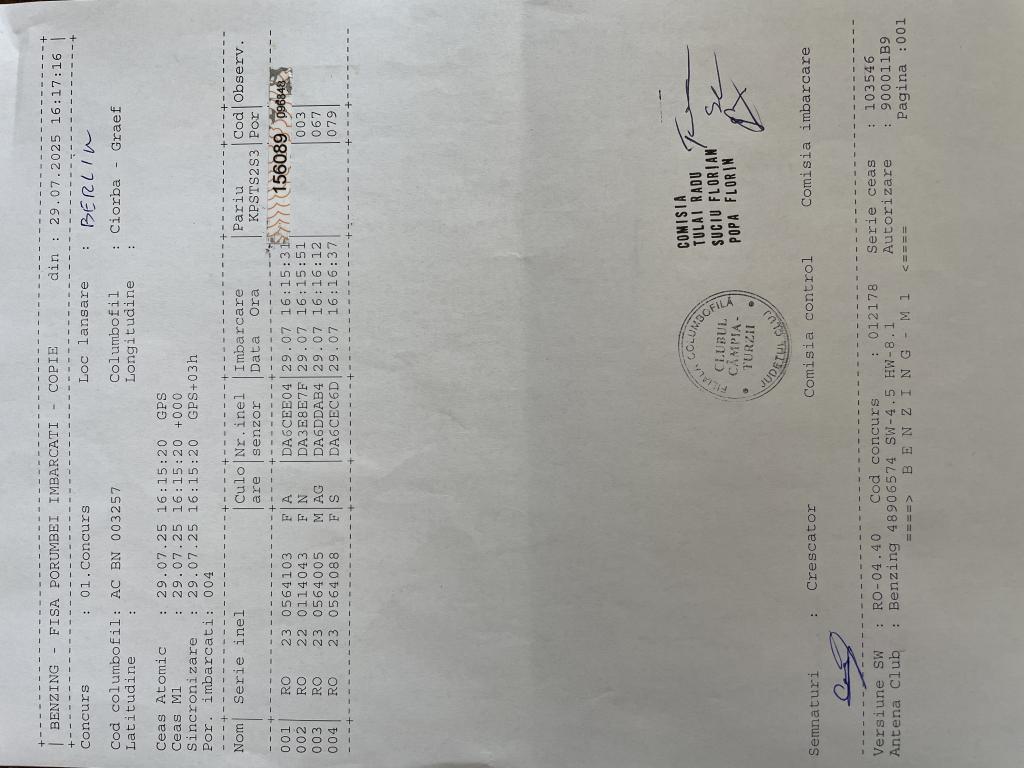 | BENZING - FISA PORUMBEI IMBARCATI - COPIE din : 29.07.2025 16:17:16 |
Concurs : 01.Concurs Loc lansare : BERLIN
Cod columbofil: AC BN 003257 Columbofil : Ciorba - Graef
Latitudine : Longitudine :
Ceas Atomic : 29.07.25 16:15:20 GPS
Ceas M1 : 29.07.25 16:15:20 +000
Sincronizare : 29.07.25 16:15:20 GPS+03h
Por. imbarcati: 004
Nom| Serie inel |Culo|Nr.inel |Imbarcare |Pariu |Cod|Observ.
| |are |senzor |Data Ora | KPSTS2S3|Por|
001| RO 23 0564103 F A |DA6CEE04|29.07 16:15:31 156089
002| RO 22 0114043 F N |DA3EBE7F|29.07 16:15:51| |003|
003| RO 23 0564005 M AG |DA6DDAB4|29.07 16:16:12| |067|
004| RO 23 0564088 F S |DA6CEC6D|29.07 16:16:37| |079|
COMISIA
TULAI RADU
SUCIU FLORIAN
POPA FLORIN
FILIALA COLUMBOFILĂ
CLUBUL
CÂMPIA-
TURZII
JUDEȚUL CLUJ
Semnaturi : Crescator Comisia control Comisia imbarcare
Versiune SW : RO-04.40 Cod concurs : 012178 Serie ceas : 103546
Antena Club : Benzing 48906574 SW-4.5 HW-8.1 Autorizare : 900011B9
====> B E N Z I N G - M 1 <==== Pagina :001